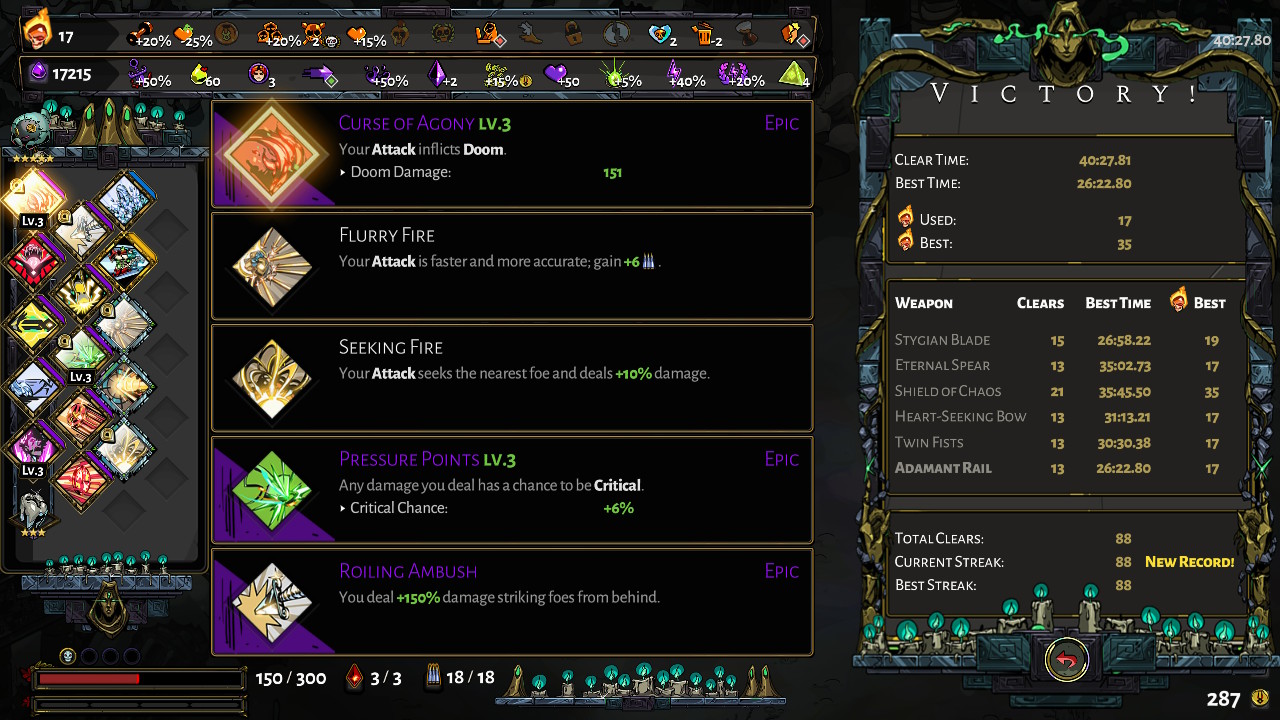 17
+20%
-25%
+20%
2
+15%
2
-2
17215
+50%
60
3
+50%
+2
+15%
+50
+5%
+40%
+20%
4
Lv.3
Lv.3
Lv.3
CURSE OF AGONY LV.3 EPIC
Your Attack inflicts Doom.
Doom Damage: 151
FLURRY FIRE
Your Attack is faster and more accurate; gain +6 .
SEEKING FIRE
Your Attack seeks the nearest foe and deals +10% damage.
PRESSURE POINTS LV.3 EPIC
Any damage you deal has a chance to be Critical.
Critical Chance: +6%
ROILING AMBUSH EPIC
You deal +150% damage striking foes from behind.
150 / 300
3 / 3
18 / 18
40:27.80
VICTORY!
CLEAR TIME: 40:27.81
BEST TIME: 26:22.80
USED: 17
BEST: 35
WEAPON CLEARS BEST TIME BEST
STYGIAN BLADE 15 26:58.22 19
ETERNAL SPEAR 13 35:02.73 17
SHIELD OF CHAOS 21 35:45.50 35
HEART-SEEKING BOW 13 31:13.21 17
TWIN FISTS 13 30:30.38 17
ADAMANT RAIL 13 26:22.80 17
TOTAL CLEARS: 88
CURRENT STREAK: 88 NEW RECORD!
BEST STREAK: 88
287